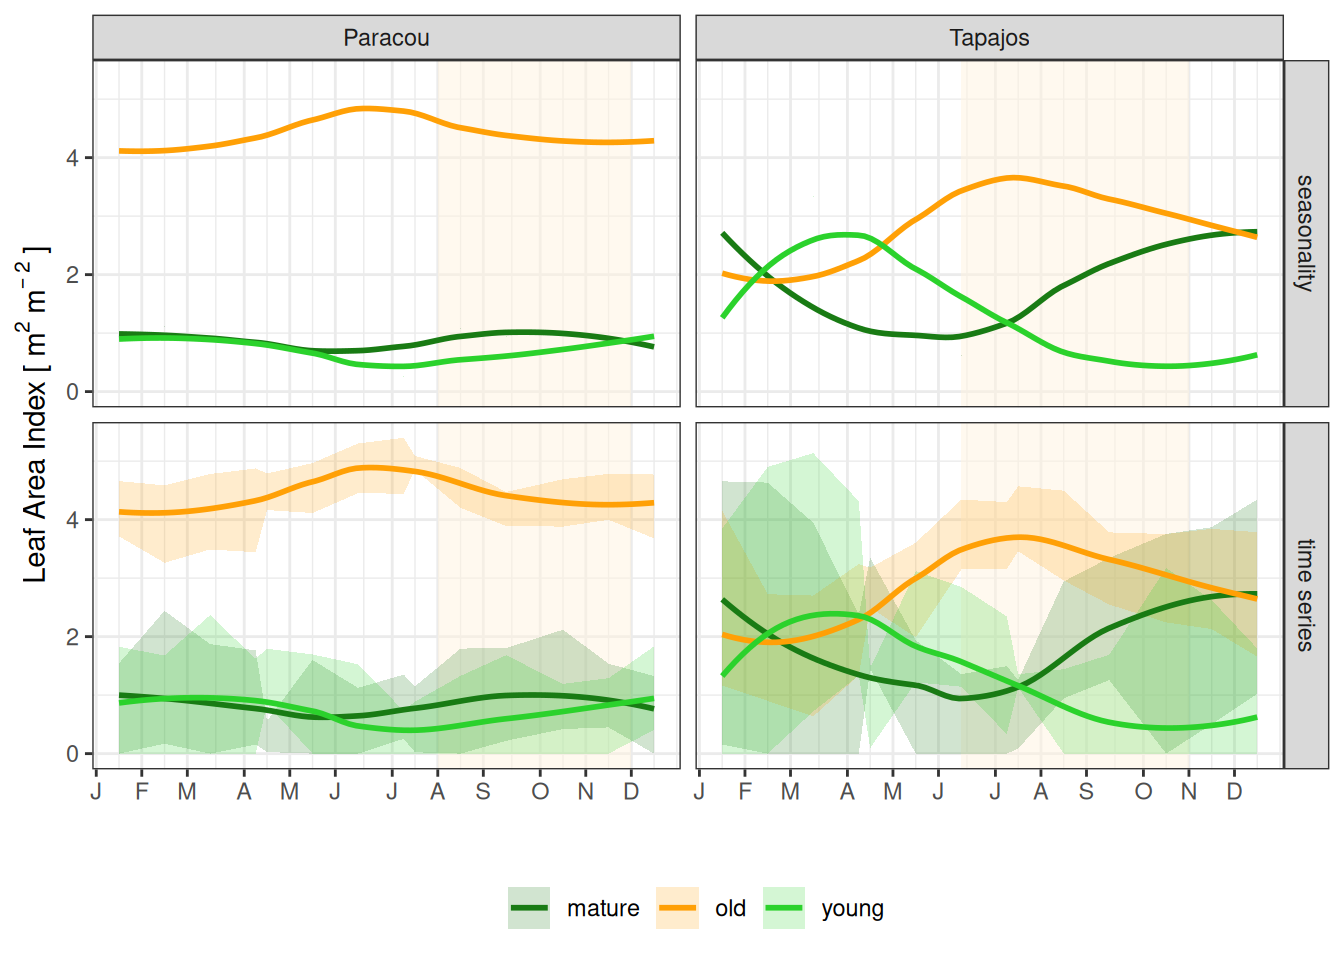 Paracou Tapajos
Leaf Area Index [ m² m⁻² ]
4
2
0
seasonality
4
2
0
time series
J F M A M J J A S O N D J F M A M J J A S O N D
mature old young